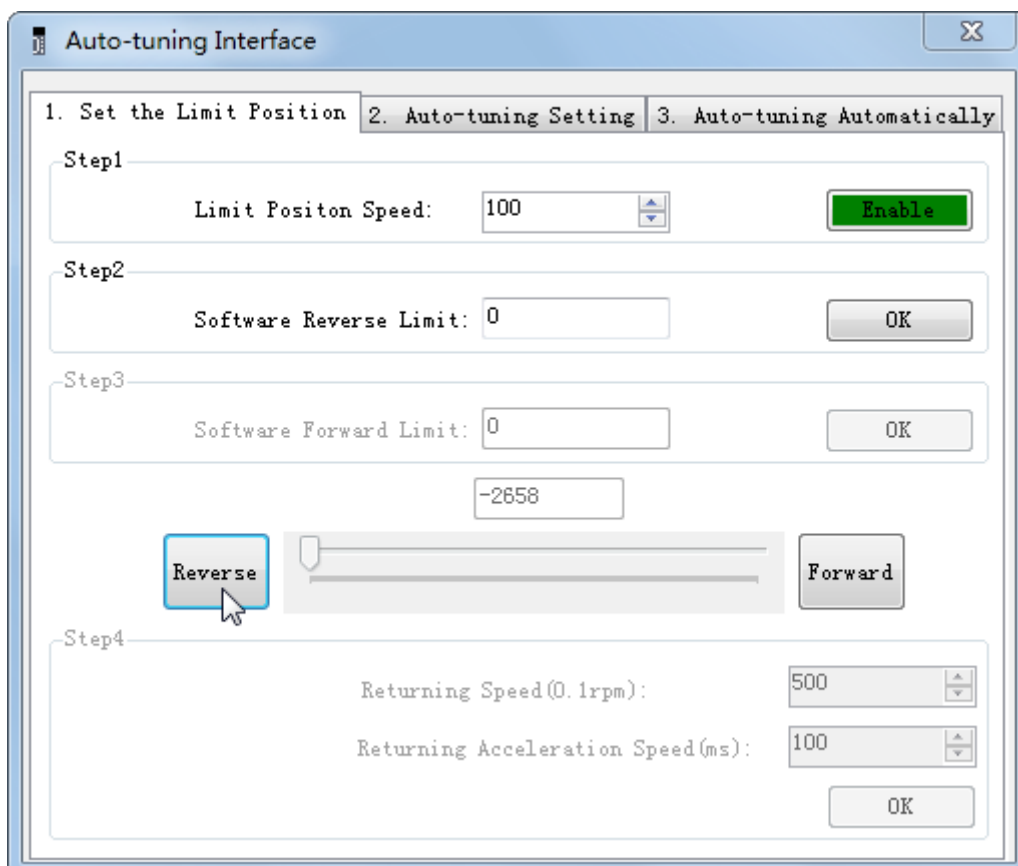 Auto-tuning Interface
1. Set the Limit Position 2. Auto-tuning Setting 3. Auto-tuning Automatically
Step1
Limit Positon Speed: 100 Enable
Step2
Software Reverse Limit: 0 OK
Step3
Software Forward Limit: 0 OK
-2658
Reverse Forward
Step4
Returning Speed(0.1rpm): 500
Returning Acceleration Speed(ms): 100
OK